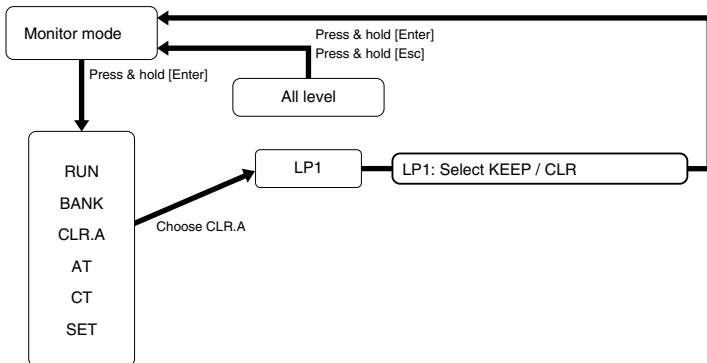 Monitor mode
Press & hold [Enter]
Press & hold [Esc]
Press & hold [Enter]
All level
RUN
BANK
CLR.A
AT
CT
SET
Choose CLR.A
LP1
LP1: Select KEEP / CLR